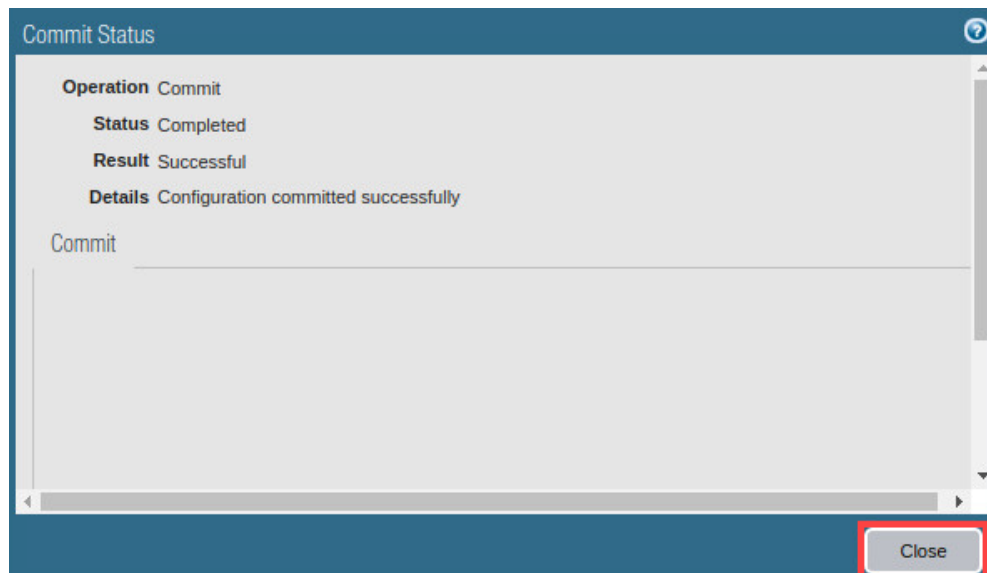 Commit Status
Operation Commit
Status Completed
Result Successful
Details Configuration committed successfully
Commit
Close